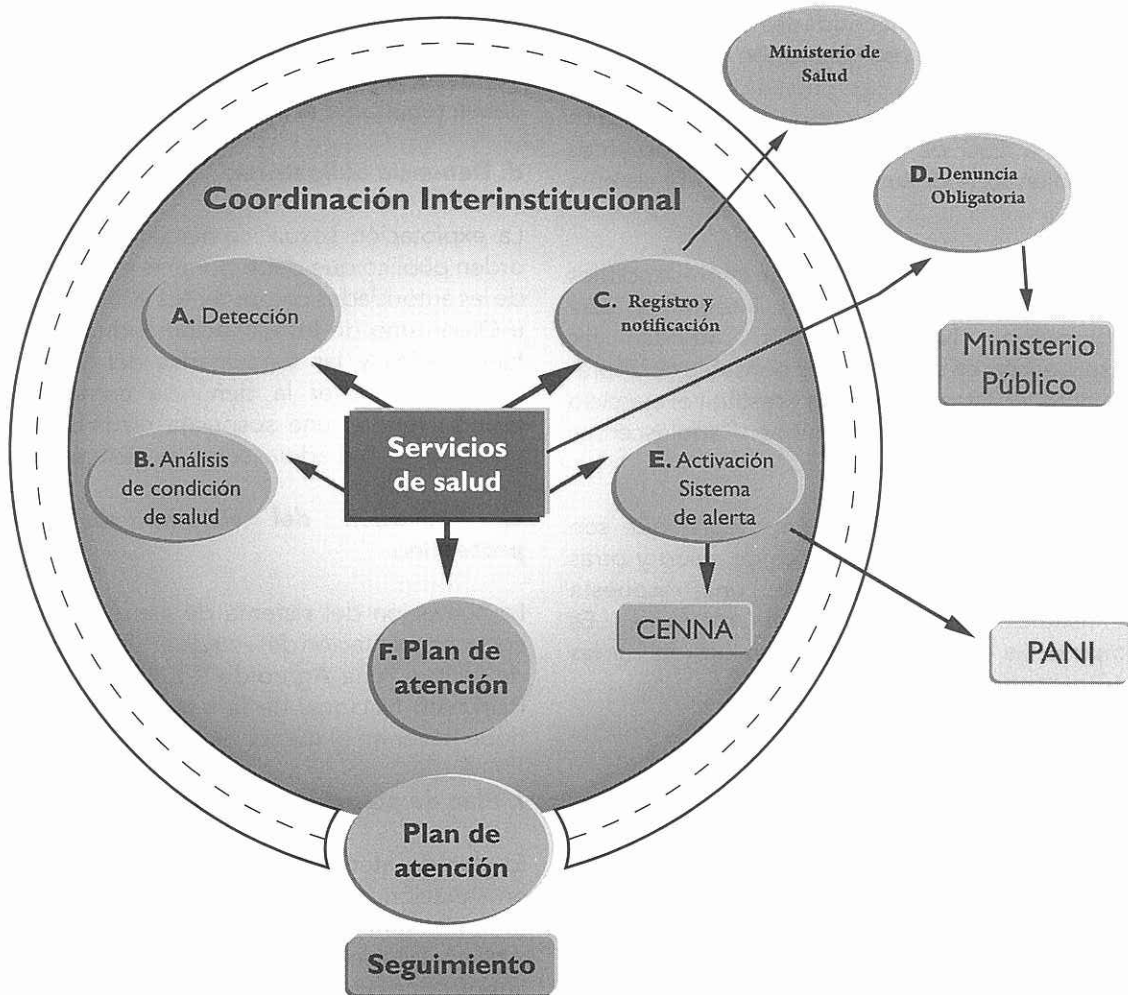 Ministerio de
Salud
D. Denuncia
Obligatoria
Coordinación Interinstitucional
A. Detección
C. Registro y
notificación
Ministerio
Público
Servicios
de salud
B. Análisis
de condición
de salud
E. Activación
Sistema
de alerta
CENNA
PANI
F. Plan de
atención
Plan de
atención
Seguimiento